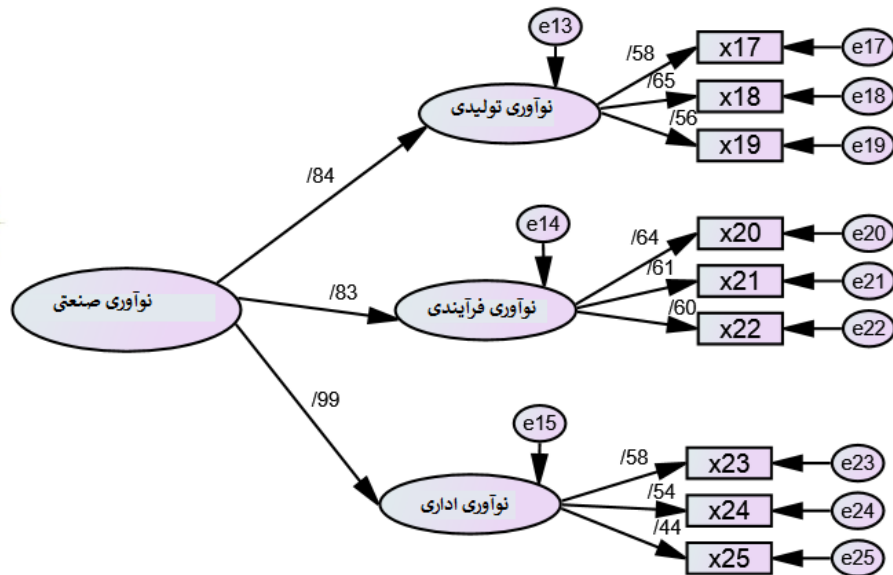 e13
/58
x17
e17
/65
x18
e18
نوآوری تولیدی
/56
x19
e19
/84
e14
/64
x20
e20
/61
x21
e21
نوآوری فرآیندی
/60
x22
e22
نوآوری صنعتی
/83
/99
e15
/58
x23
e23
/54
x24
e24
نوآوری اداری
/44
x25
e25